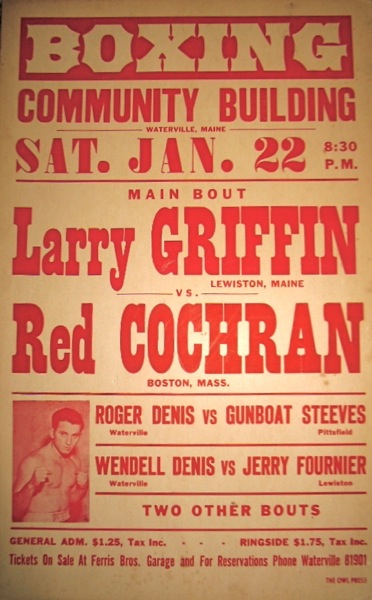 BOXING
COMMUNITY BUILDING
WATERVILLE, MAINE
SAT. JAN. 22 8:30 P.M.
MAIN BOUT
Larry GRIFFIN
LEWISTON, MAINE
VS.
Red COCHRAN
BOSTON, MASS.
ROGER DENIS VS GUNBOAT STEEVES
Waterville Pittsfield
WENDELL DENIS VS JERRY FOURNIER
Waterville Lewiston
TWO OTHER BOUTS
GENERAL ADM. $1.25, Tax Inc. - - - RINGSIDE $1.75, Tax Inc.
Tickets On Sale At Ferris Bros. Garage and For Reservations Phone Waterville 81901
THE OWL PRESS